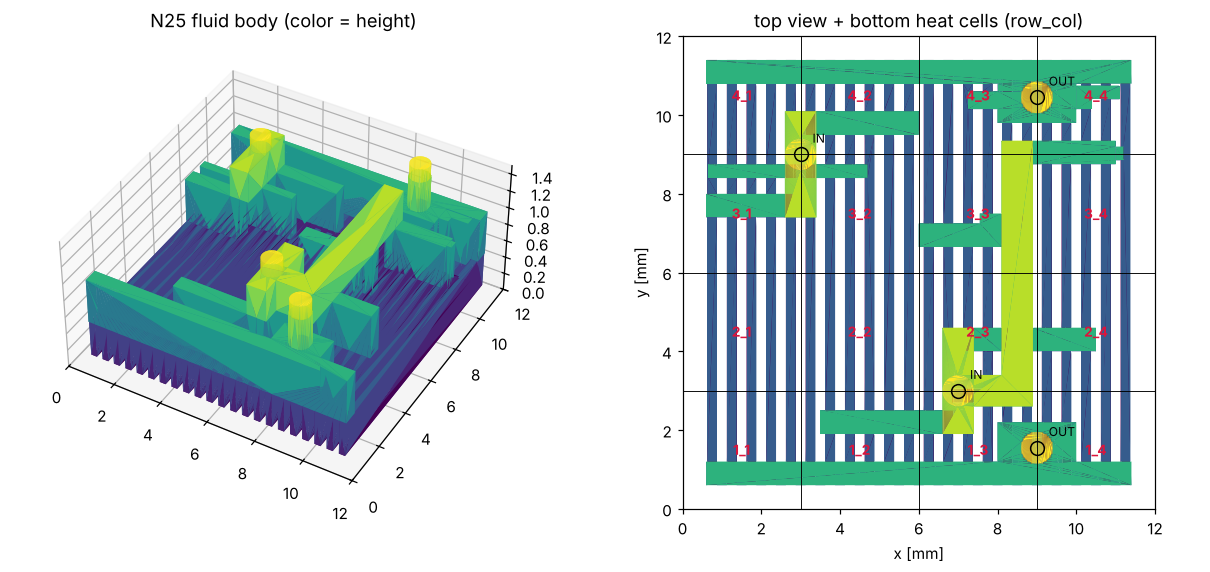 N25 fluid body (color = height)
1.4
1.2
1.0
0.8
0.6
0.4
0.2
0.0
0
2
4
6
8
10
12
0
2
4
6
8
10
12
top view + bottom heat cells (row_col)
12
10
8
6
4
2
0
y [mm]
OUT
4_1 4_2 4_3 4_4
IN
3_1 3_2 3_3 3_4
2_1 2_2 2_3 2_4
IN
OUT
1_1 1_2 1_3 1_4
0 2 4 6 8 10 12
x [mm]